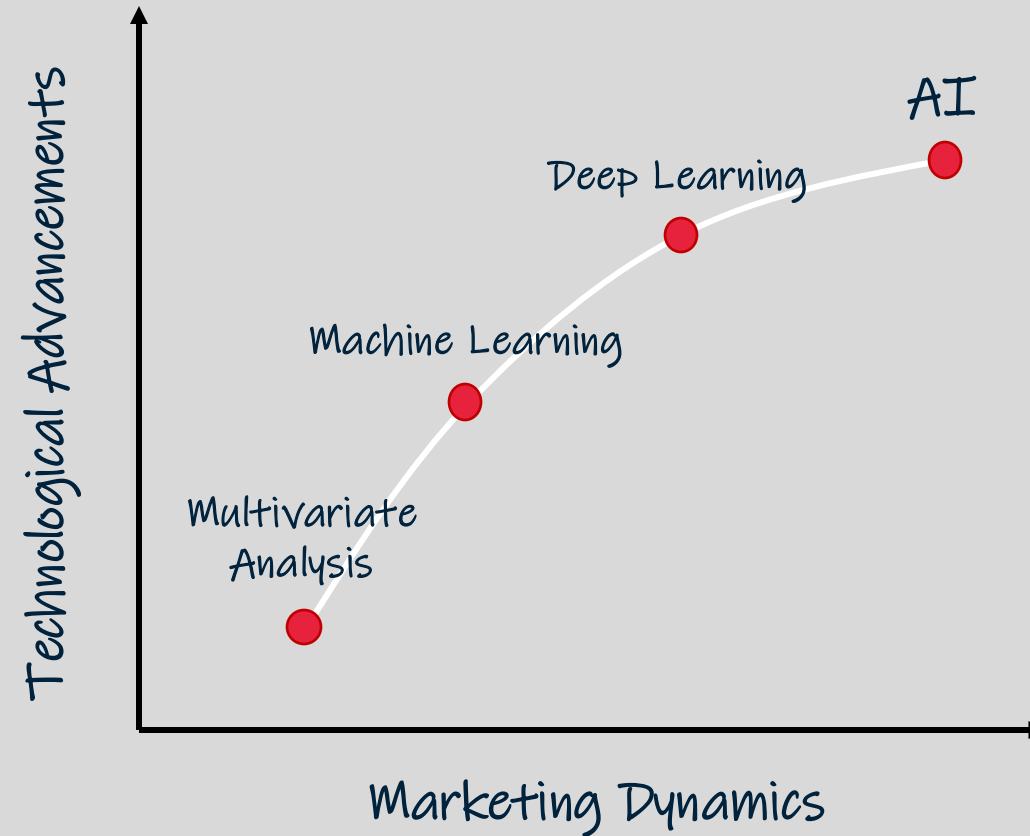 AI
Deep Learning
Machine Learning
Multivariate
Analysis
Technological Advancements
Marketing Dynamics